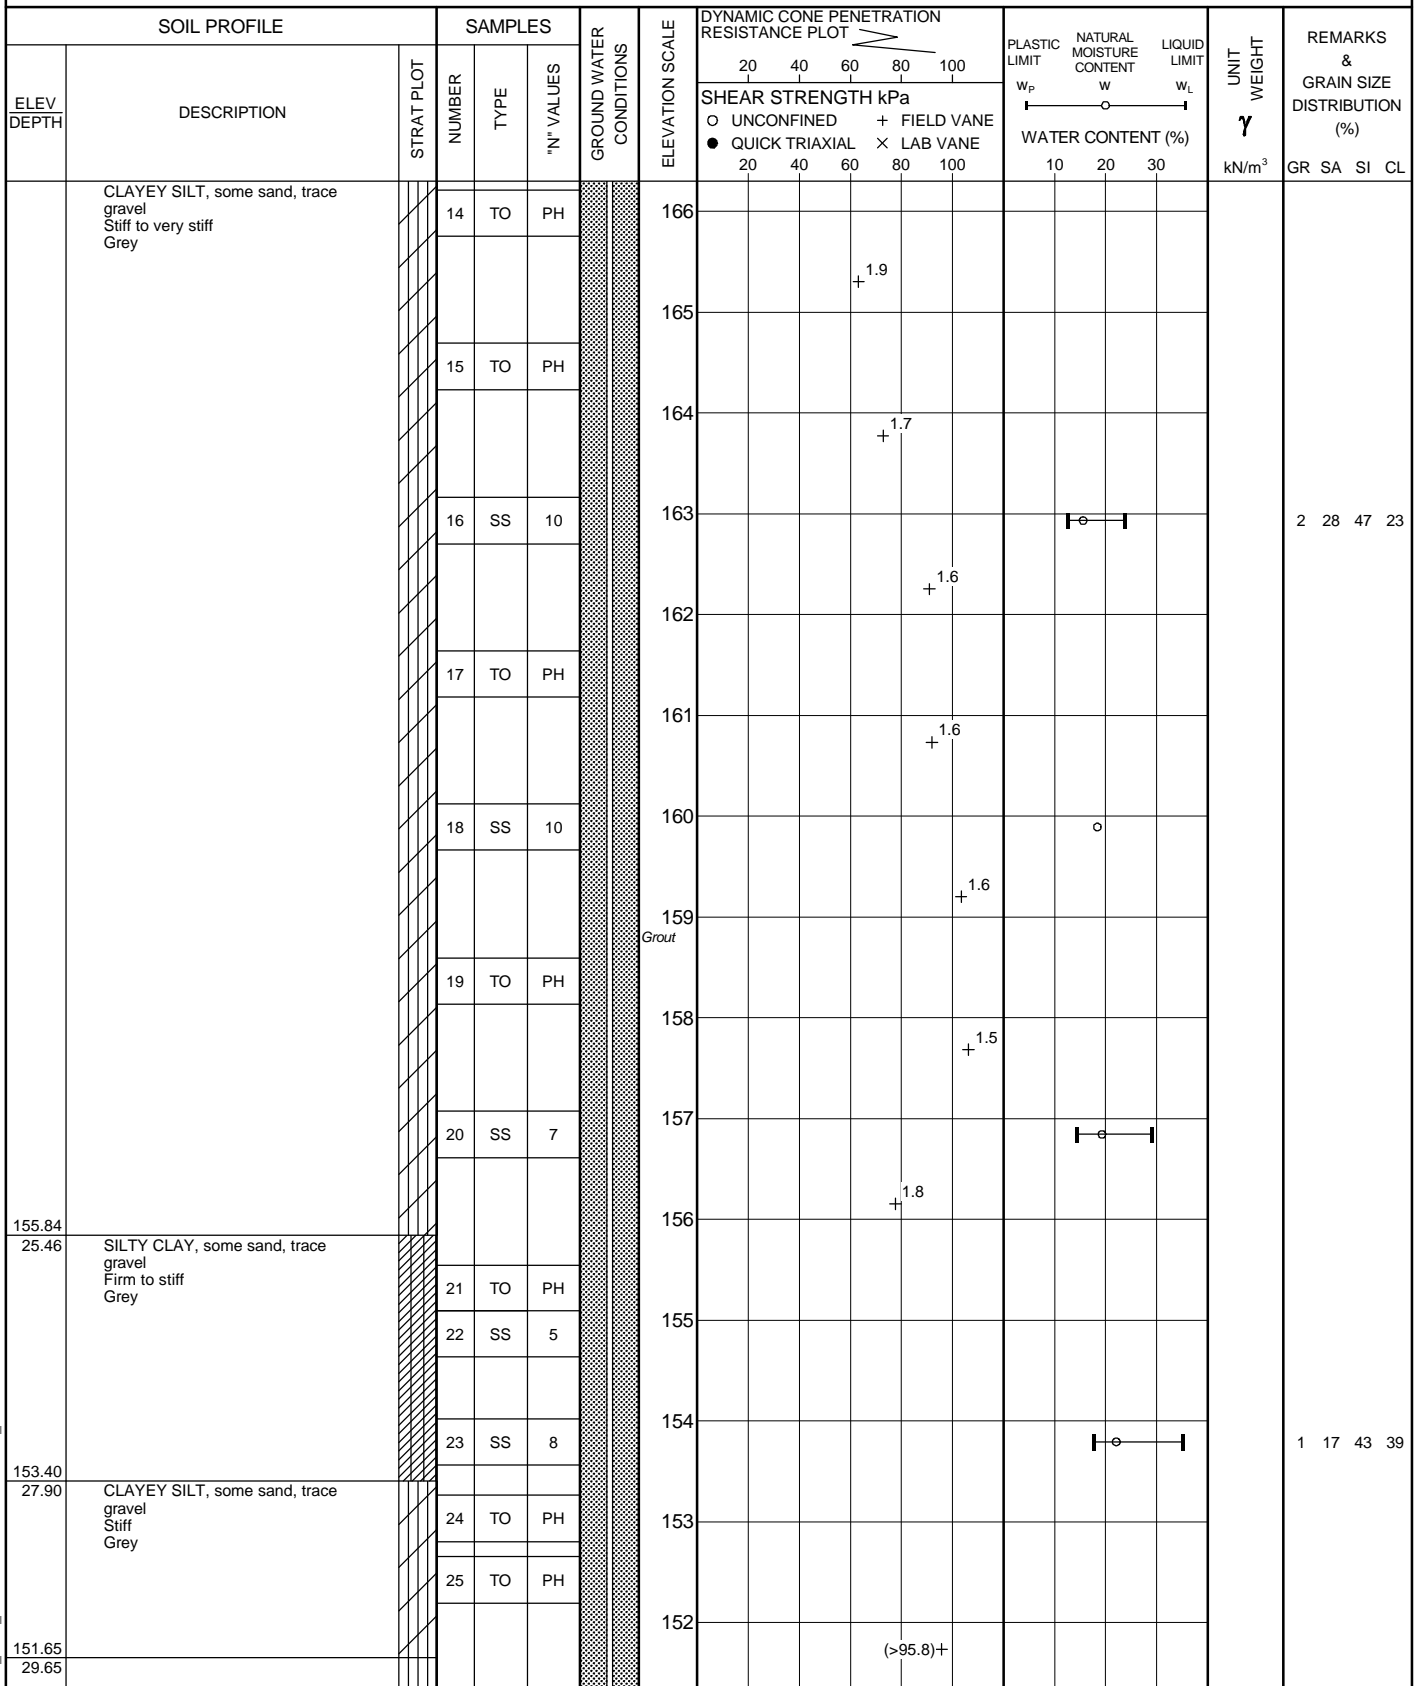 SOIL PROFILE
SAMPLES
GROUND WATER
CONDITIONS
ELEVATION SCALE
DYNAMIC CONE PENETRATION
RESISTANCE PLOT
20 40 60 80 100
PLASTIC
LIMIT
NATURAL
MOISTURE
CONTENT
LIQUID
LIMIT
wP w wL
UNIT
WEIGHT
γ
kN/m³
REMARKS
&
GRAIN SIZE
DISTRIBUTION
(%)
GR SA SI CL
ELEV
DEPTH
DESCRIPTION
STRAT PLOT
NUMBER
TYPE
"N" VALUES
SHEAR STRENGTH kPa
○ UNCONFINED + FIELD VANE
● QUICK TRIAXIAL × LAB VANE
20 40 60 80 100
WATER CONTENT (%)
10 20 30
CLAYEY SILT, some sand, trace
gravel
Stiff to very stiff
Grey
14 TO PH
166
1.9
165
15 TO PH
164
1.7
163
16 SS 10
2 28 47 23
1.6
162
17 TO PH
161
1.6
160
18 SS 10
1.6
159
Grout
19 TO PH
158
1.5
157
20 SS 7
1.8
156
155.84
25.46
SILTY CLAY, some sand, trace
gravel
Firm to stiff
Grey
21 TO PH
155
22 SS 5
154
23 SS 8
1 17 43 39
153.40
27.90
CLAYEY SILT, some sand, trace
gravel
Stiff
Grey
24 TO PH
153
25 TO PH
152
151.65
29.65
(>95.8)